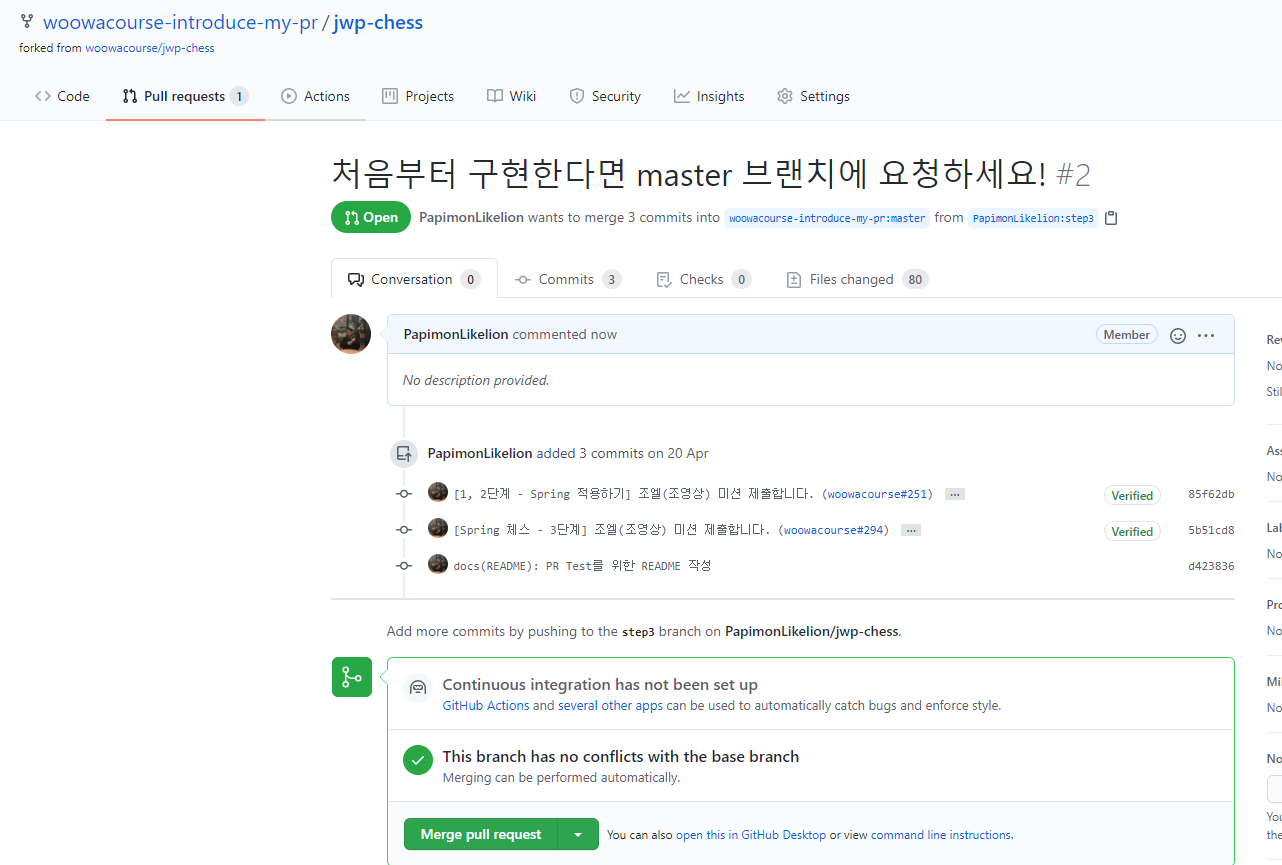 woowacourse-introduce-my-pr / jwp-chess
forked from woowacourse/jwp-chess
Code Pull requests 1 Actions Projects Wiki Security Insights Settings
처음부터 구현한다면 master 브랜치에 요청하세요! #2
Open PapimonLikelion wants to merge 3 commits into woowacourse-introduce-my-pr:master from PapimonLikelion:step3
Conversation 0 Commits 3 Checks 0 Files changed 80
PapimonLikelion commented now Member ...
No description provided.
PapimonLikelion added 3 commits on 20 Apr
[1, 2단계 - Spring 적용하기] 조엘(조영상) 미션 제출합니다. (woowacourse#251) ... Verified 85f62db
[Spring 체스 - 3단계] 조엘(조영상) 미션 제출합니다. (woowacourse#294) ... Verified 5b51cd8
docs(README): PR Test를 위한 README 작성 d423836
Add more commits by pushing to the step3 branch on PapimonLikelion/jwp-chess.
Continuous integration has not been set up
GitHub Actions and several other apps can be used to automatically catch bugs and enforce style.
This branch has no conflicts with the base branch
Merging can be performed automatically.
Merge pull request You can also open this in GitHub Desktop or view command line instructions.
No
No
No
No
No
No
You
the